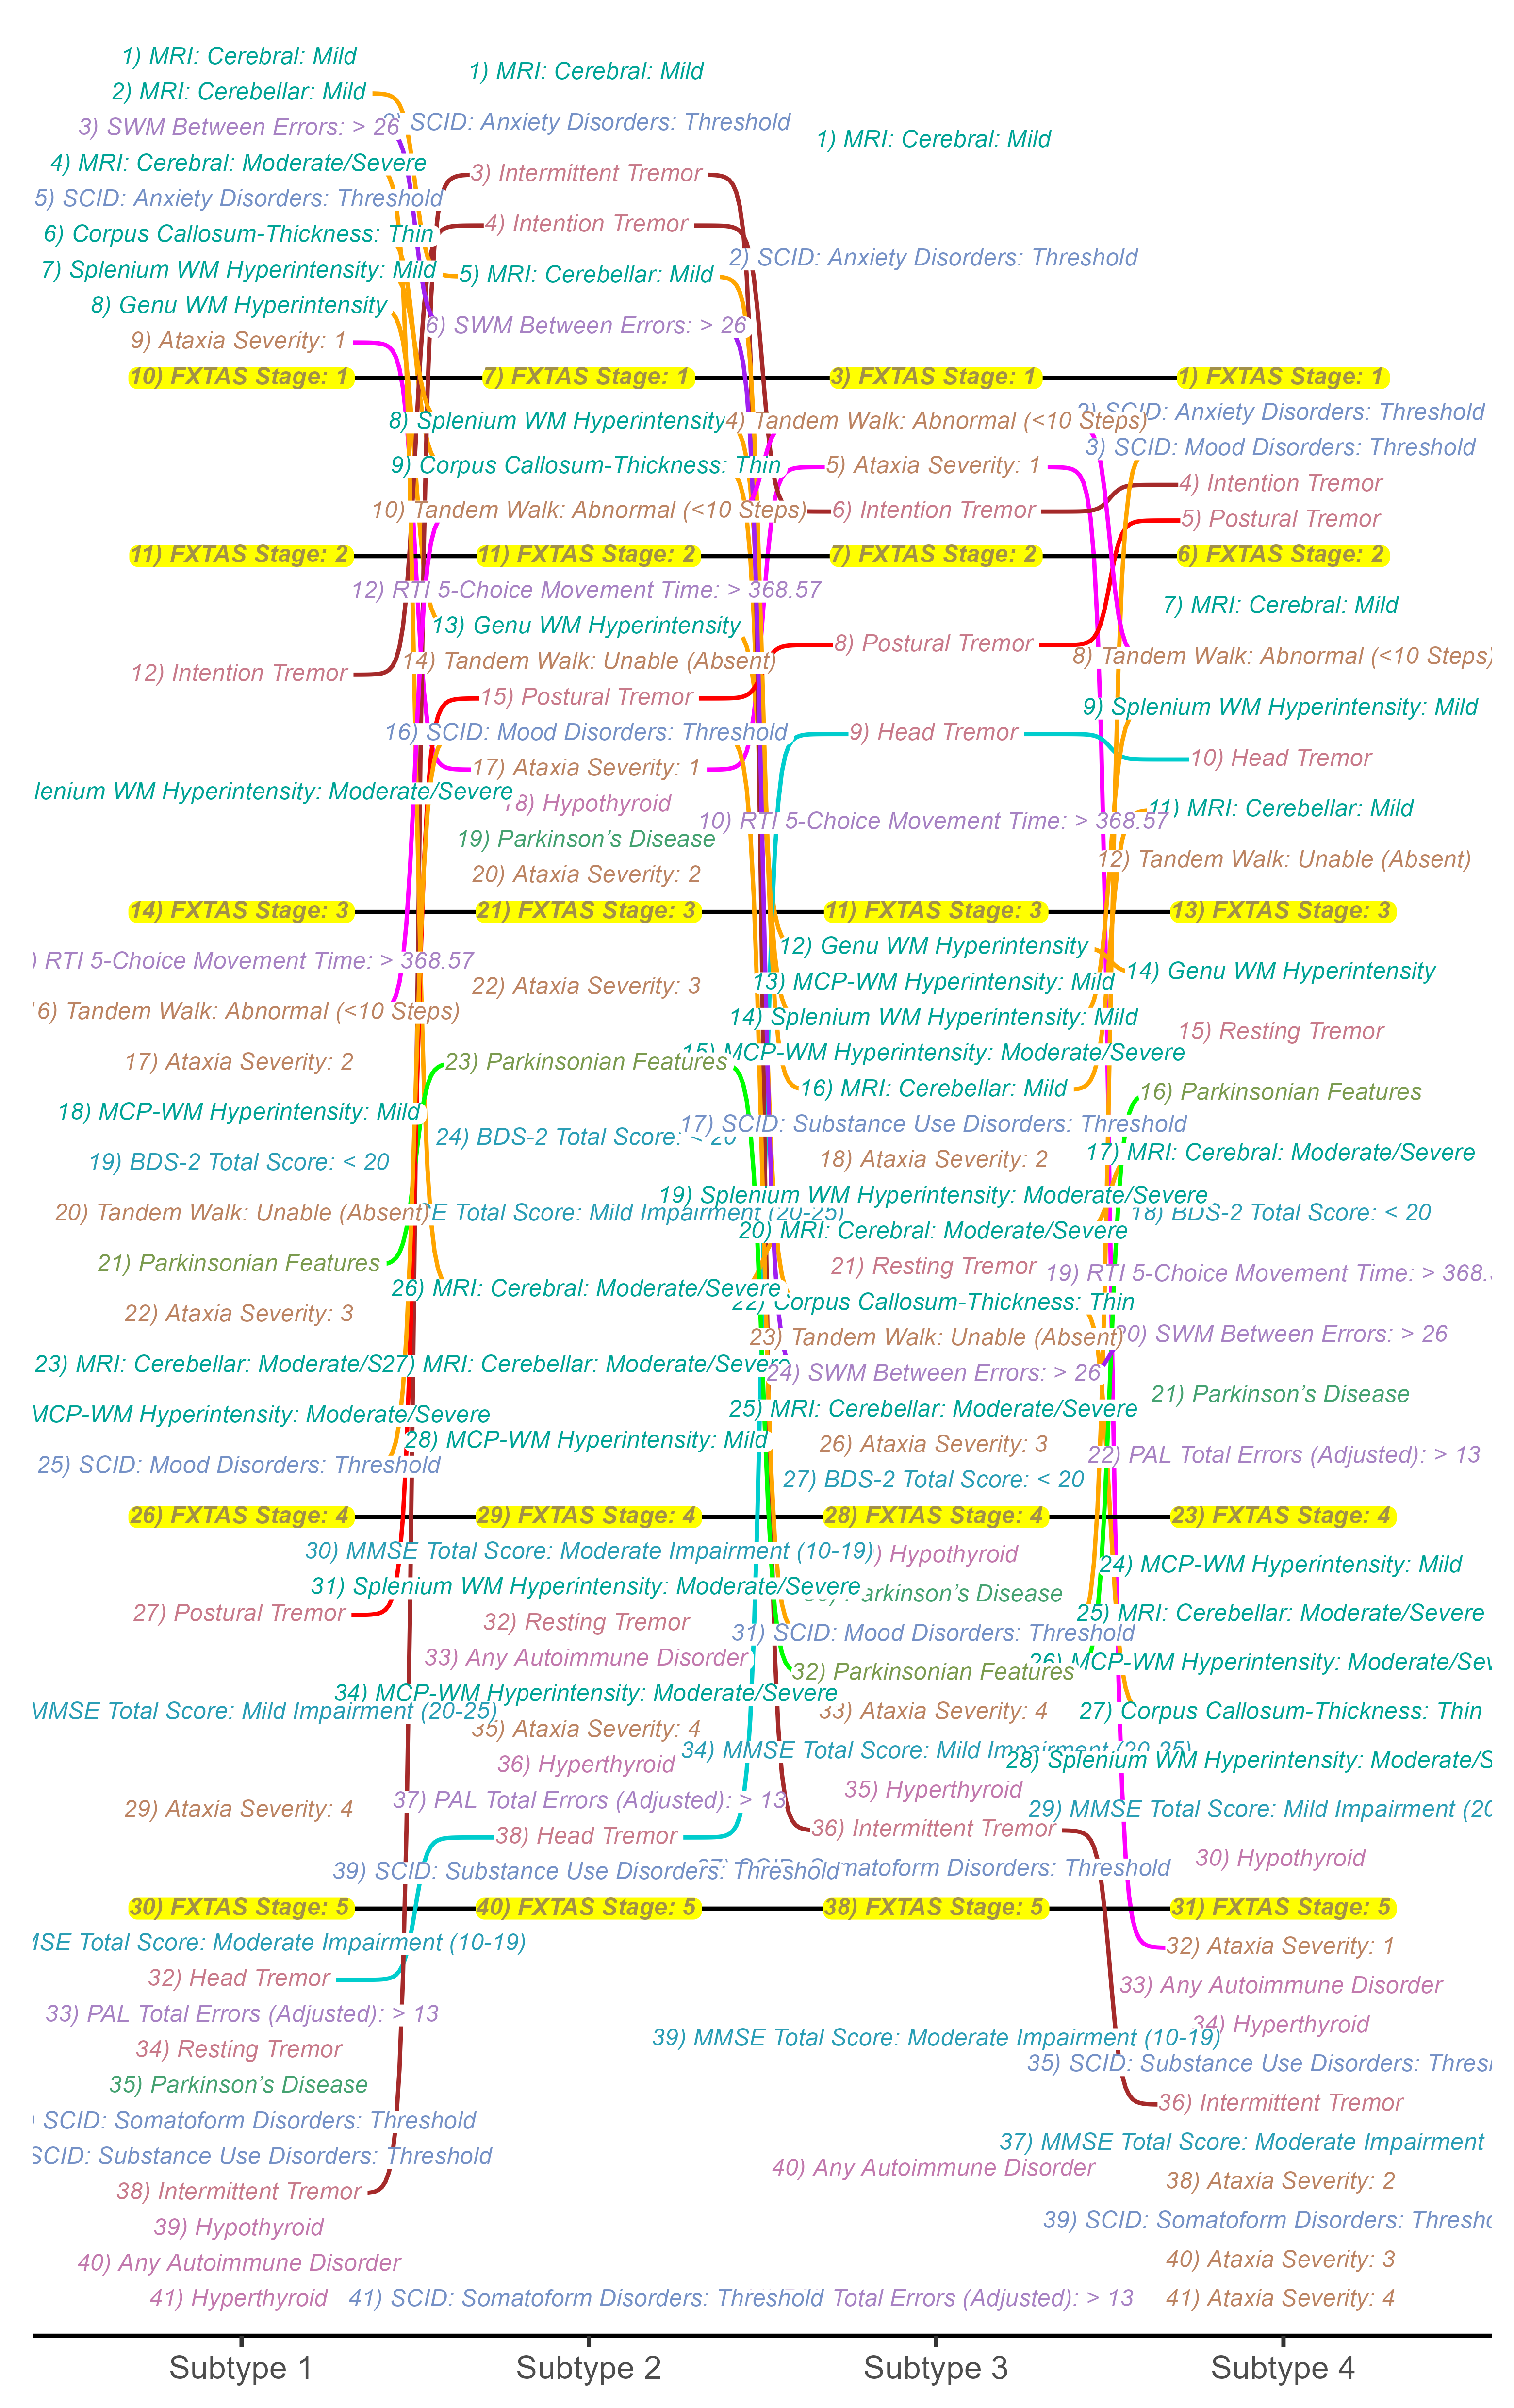 1) MRI: Cerebral: Mild
2) MRI: Cerebellar: Mild
3) SWM Between Errors: > 26
4) MRI: Cerebral: Moderate/Severe
5) SCID: Anxiety Disorders: Threshold
6) Corpus Callosum-Thickness: Thin
7) Splenium WM Hyperintensity: Mild
8) Genu WM Hyperintensity
9) Ataxia Severity: 1
10) FXTAS Stage: 1
11) FXTAS Stage: 2
12) Intention Tremor
WM Hyperintensity: Moderate/Severe
14) FXTAS Stage: 3
) RTI 5-Choice Movement Time: > 368.57
6) Tandem Walk: Abnormal (<10 Steps)
17) Ataxia Severity: 2
18) MCP-WM Hyperintensity: Mild
19) BDS-2 Total Score: < 20
20) Tandem Walk: Unable (Absent)
21) Parkinsonian Features
22) Ataxia Severity: 3
23) MRI: Cerebellar: Moderate/S
MCP-WM Hyperintensity: Moderate/Severe
25) SCID: Mood Disorders: Threshold
26) FXTAS Stage: 4
27) Postural Tremor
MMSE Total Score: Mild Impairment (20-25)
29) Ataxia Severity: 4
30) FXTAS Stage: 5
Total Score: Moderate Impairment (10-19)
32) Head Tremor
33) PAL Total Errors (Adjusted): > 13
34) Resting Tremor
35) Parkinson's Disease
) SCID: Somatoform Disorders: Threshold
SCID: Substance Use Disorders: Threshold
38) Intermittent Tremor
39) Hypothyroid
40) Any Autoimmune Disorder
41) Hyperthyroid
1) MRI: Cerebral: Mild
SCID: Anxiety Disorders: Threshold
3) Intermittent Tremor
4) Intention Tremor
5) MRI: Cerebellar: Mild
6) SWM Between Errors: > 26
7) FXTAS Stage: 1
8) Splenium WM Hyperintensity
9) Corpus Callosum-Thickness: Thin
10) Tandem Walk: Abnormal (<10 Steps)
11) FXTAS Stage: 2
12) RTI 5-Choice Movement Time: > 368.57
13) Genu WM Hyperintensity
14) Tandem Walk: Unable (Absent)
15) Postural Tremor
16) SCID: Mood Disorders: Threshold
17) Ataxia Severity: 1
8) Hypothyroid
19) Parkinson's Disease
20) Ataxia Severity: 2
21) FXTAS Stage: 3
22) Ataxia Severity: 3
23) Parkinsonian Features
24) BDS-2 Total Score: < 20
Total Score: Mild Impairment (20-25)
26) MRI: Cerebral: Moderate/Severe
27) MRI: Cerebellar: Moderate/Severe
28) MCP-WM Hyperintensity: Mild
29) FXTAS Stage: 4
30) MMSE Total Score: Moderate Impairment (10-19)
31) Splenium WM Hyperintensity: Moderate/Severe
32) Resting Tremor
33) Any Autoimmune Disorder
34) MCP-WM Hyperintensity: Moderate/Severe
35) Ataxia Severity: 4
36) Hyperthyroid
37) PAL Total Errors (Adjusted): > 13
38) Head Tremor
39) SCID: Substance Use Disorders: Threshold
40) FXTAS Stage: 5
41) SCID: Somatoform Disorders: Threshold
1) MRI: Cerebral: Mild
2) SCID: Anxiety Disorders: Threshold
3) FXTAS Stage: 1
4) Tandem Walk: Abnormal (<10 Steps)
5) Ataxia Severity: 1
6) Intention Tremor
7) FXTAS Stage: 2
8) Postural Tremor
9) Head Tremor
10) RTI 5-Choice Movement Time: > 368.57
11) FXTAS Stage: 3
12) Genu WM Hyperintensity
13) MCP-WM Hyperintensity: Mild
14) Splenium WM Hyperintensity: Mild
15) MCP-WM Hyperintensity: Moderate/Severe
16) MRI: Cerebellar: Mild
17) SCID: Substance Use Disorders: Threshold
18) Ataxia Severity: 2
19) Splenium WM Hyperintensity: Moderate/Severe
20) MRI: Cerebral: Moderate/Severe
21) Resting Tremor
22) Corpus Callosum-Thickness: Thin
23) Tandem Walk: Unable (Absent)
24) SWM Between Errors: > 26
25) MRI: Cerebellar: Moderate/Severe
26) Ataxia Severity: 3
27) BDS-2 Total Score: < 20
28) FXTAS Stage: 4
) Hypothyroid
arkinson's Disease
31) SCID: Mood Disorders: Threshold
32) Parkinsonian Features
33) Ataxia Severity: 4
34) MMSE Total Score: Mild Impairment (20-25)
35) Hyperthyroid
36) Intermittent Tremor
matoform Disorders: Threshold
38) FXTAS Stage: 5
39) MMSE Total Score: Moderate Impairment (10-19)
40) Any Autoimmune Disorder
Total Errors (Adjusted): > 13
1) FXTAS Stage: 1
2) SCID: Anxiety Disorders: Threshold
3) SCID: Mood Disorders: Threshold
4) Intention Tremor
5) Postural Tremor
6) FXTAS Stage: 2
7) MRI: Cerebral: Mild
8) Tandem Walk: Abnormal (<10 Steps)
9) Splenium WM Hyperintensity: Mild
10) Head Tremor
11) MRI: Cerebellar: Mild
12) Tandem Walk: Unable (Absent)
13) FXTAS Stage: 3
14) Genu WM Hyperintensity
15) Resting Tremor
16) Parkinsonian Features
17) MRI: Cerebral: Moderate/Severe
18) BDS-2 Total Score: < 20
19) RTI 5-Choice Movement Time: > 368.
20) SWM Between Errors: > 26
21) Parkinson's Disease
22) PAL Total Errors (Adjusted): > 13
23) FXTAS Stage: 4
24) MCP-WM Hyperintensity: Mild
25) MRI: Cerebellar: Moderate/Severe
26) MCP-WM Hyperintensity: Moderate/Sev
27) Corpus Callosum-Thickness: Thin
28) Splenium WM Hyperintensity: Moderate/S
29) MMSE Total Score: Mild Impairment (20
30) Hypothyroid
31) FXTAS Stage: 5
32) Ataxia Severity: 1
33) Any Autoimmune Disorder
34) Hyperthyroid
35) SCID: Substance Use Disorders: Thres
36) Intermittent Tremor
37) MMSE Total Score: Moderate Impairment
38) Ataxia Severity: 2
39) SCID: Somatoform Disorders: Thresho
40) Ataxia Severity: 3
41) Ataxia Severity: 4
Subtype 1
Subtype 2
Subtype 3
Subtype 4